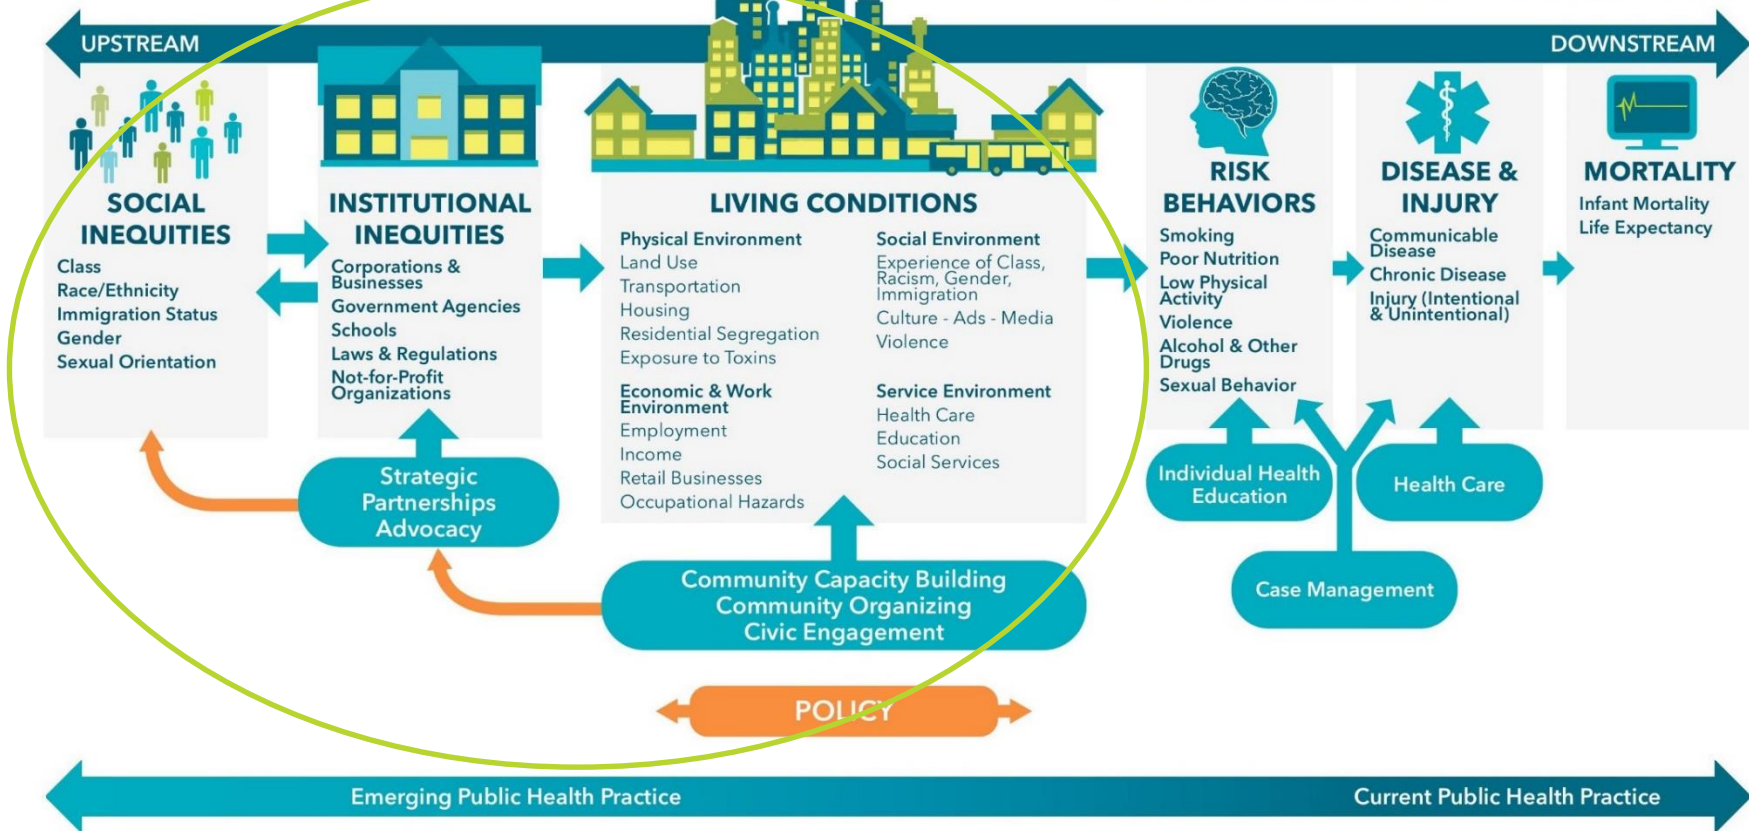 UPSTREAM
DOWNSTREAM
SOCIAL
INEQUITIES
Class
Race/Ethnicity
Immigration Status
Gender
Sexual Orientation
INSTITUTIONAL
INEQUITIES
Corporations &
Businesses
Government Agencies
Schools
Laws & Regulations
Not-for-Profit
Organizations
LIVING CONDITIONS
Physical Environment
Land Use
Transportation
Housing
Residential Segregation
Exposure to Toxins
Economic & Work
Environment
Employment
Income
Retail Businesses
Occupational Hazards
Social Environment
Experience of Class,
Racism, Gender,
Immigration
Culture - Ads - Media
Violence
Service Environment
Health Care
Education
Social Services
RISK
BEHAVIORS
Smoking
Poor Nutrition
Low Physical
Activity
Violence
Alcohol & Other
Drugs
Sexual Behavior
DISEASE &
INJURY
Communicable
Disease
Chronic Disease
Injury (Intentional
& Unintentional)
MORTALITY
Infant Mortality
Life Expectancy
Strategic
Partnerships
Advocacy
Community Capacity Building
Community Organizing
Civic Engagement
Individual Health
Education
Health Care
Case Management
POLICY
Emerging Public Health Practice
Current Public Health Practice